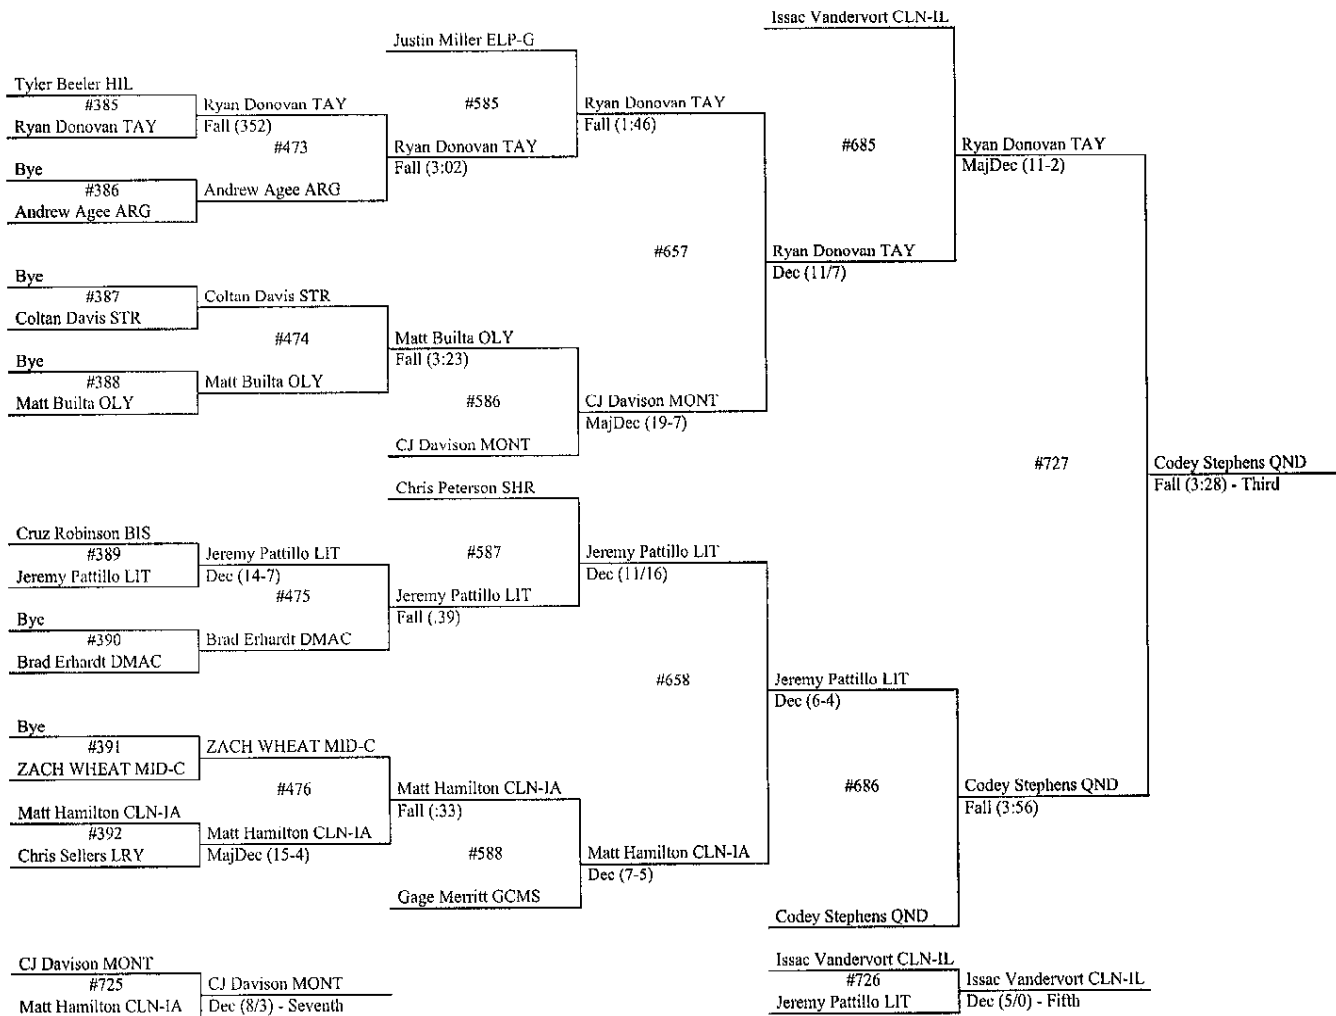 Issac Vandervort CLN-IL
Justin Miller ELP-G
Tyler Beeler HIL
#385
Ryan Donovan TAY
Ryan Donovan TAY
Fall (352)
#585
Ryan Donovan TAY
Fall (1:46)
#473
Ryan Donovan TAY
Fall (3:02)
#685
Ryan Donovan TAY
MajDec (11-2)
Bye
#386
Andrew Agee ARG
Andrew Agee ARG
#657
Ryan Donovan TAY
Dec (11/7)
Bye
#387
Coltan Davis STR
Coltan Davis STR
#474
Matt Builta OLY
Fall (3:23)
Bye
#388
Matt Builta OLY
Matt Builta OLY
#586
CJ Davison MONT
MajDec (19-7)
CJ Davison MONT
#727
Codey Stephens QND
Fall (3:28) - Third
Chris Peterson SHR
Cruz Robinson BIS
#389
Jeremy Pattillo LIT
Jeremy Pattillo LIT
Dec (14-7)
#587
Jeremy Pattillo LIT
Dec (11/16)
#475
Jeremy Pattillo LIT
Fall (.39)
Bye
#390
Brad Erhardt DMAC
Brad Erhardt DMAC
#658
Jeremy Pattillo LIT
Dec (6-4)
Bye
#391
ZACH WHEAT MID-C
ZACH WHEAT MID-C
#476
Matt Hamilton CLN-IA
Fall (:33)
#686
Codey Stephens QND
Fall (3:56)
Matt Hamilton CLN-IA
#392
Chris Sellers LRY
Matt Hamilton CLN-IA
MajDec (15-4)
#588
Matt Hamilton CLN-IA
Dec (7-5)
Gage Merritt GCMS
Codey Stephens QND
CJ Davison MONT
#725
Matt Hamilton CLN-IA
CJ Davison MONT
Dec (8/3) - Seventh
Issac Vandervort CLN-IL
#726
Jeremy Pattillo LIT
Issac Vandervort CLN-IL
Dec (5/0) - Fifth